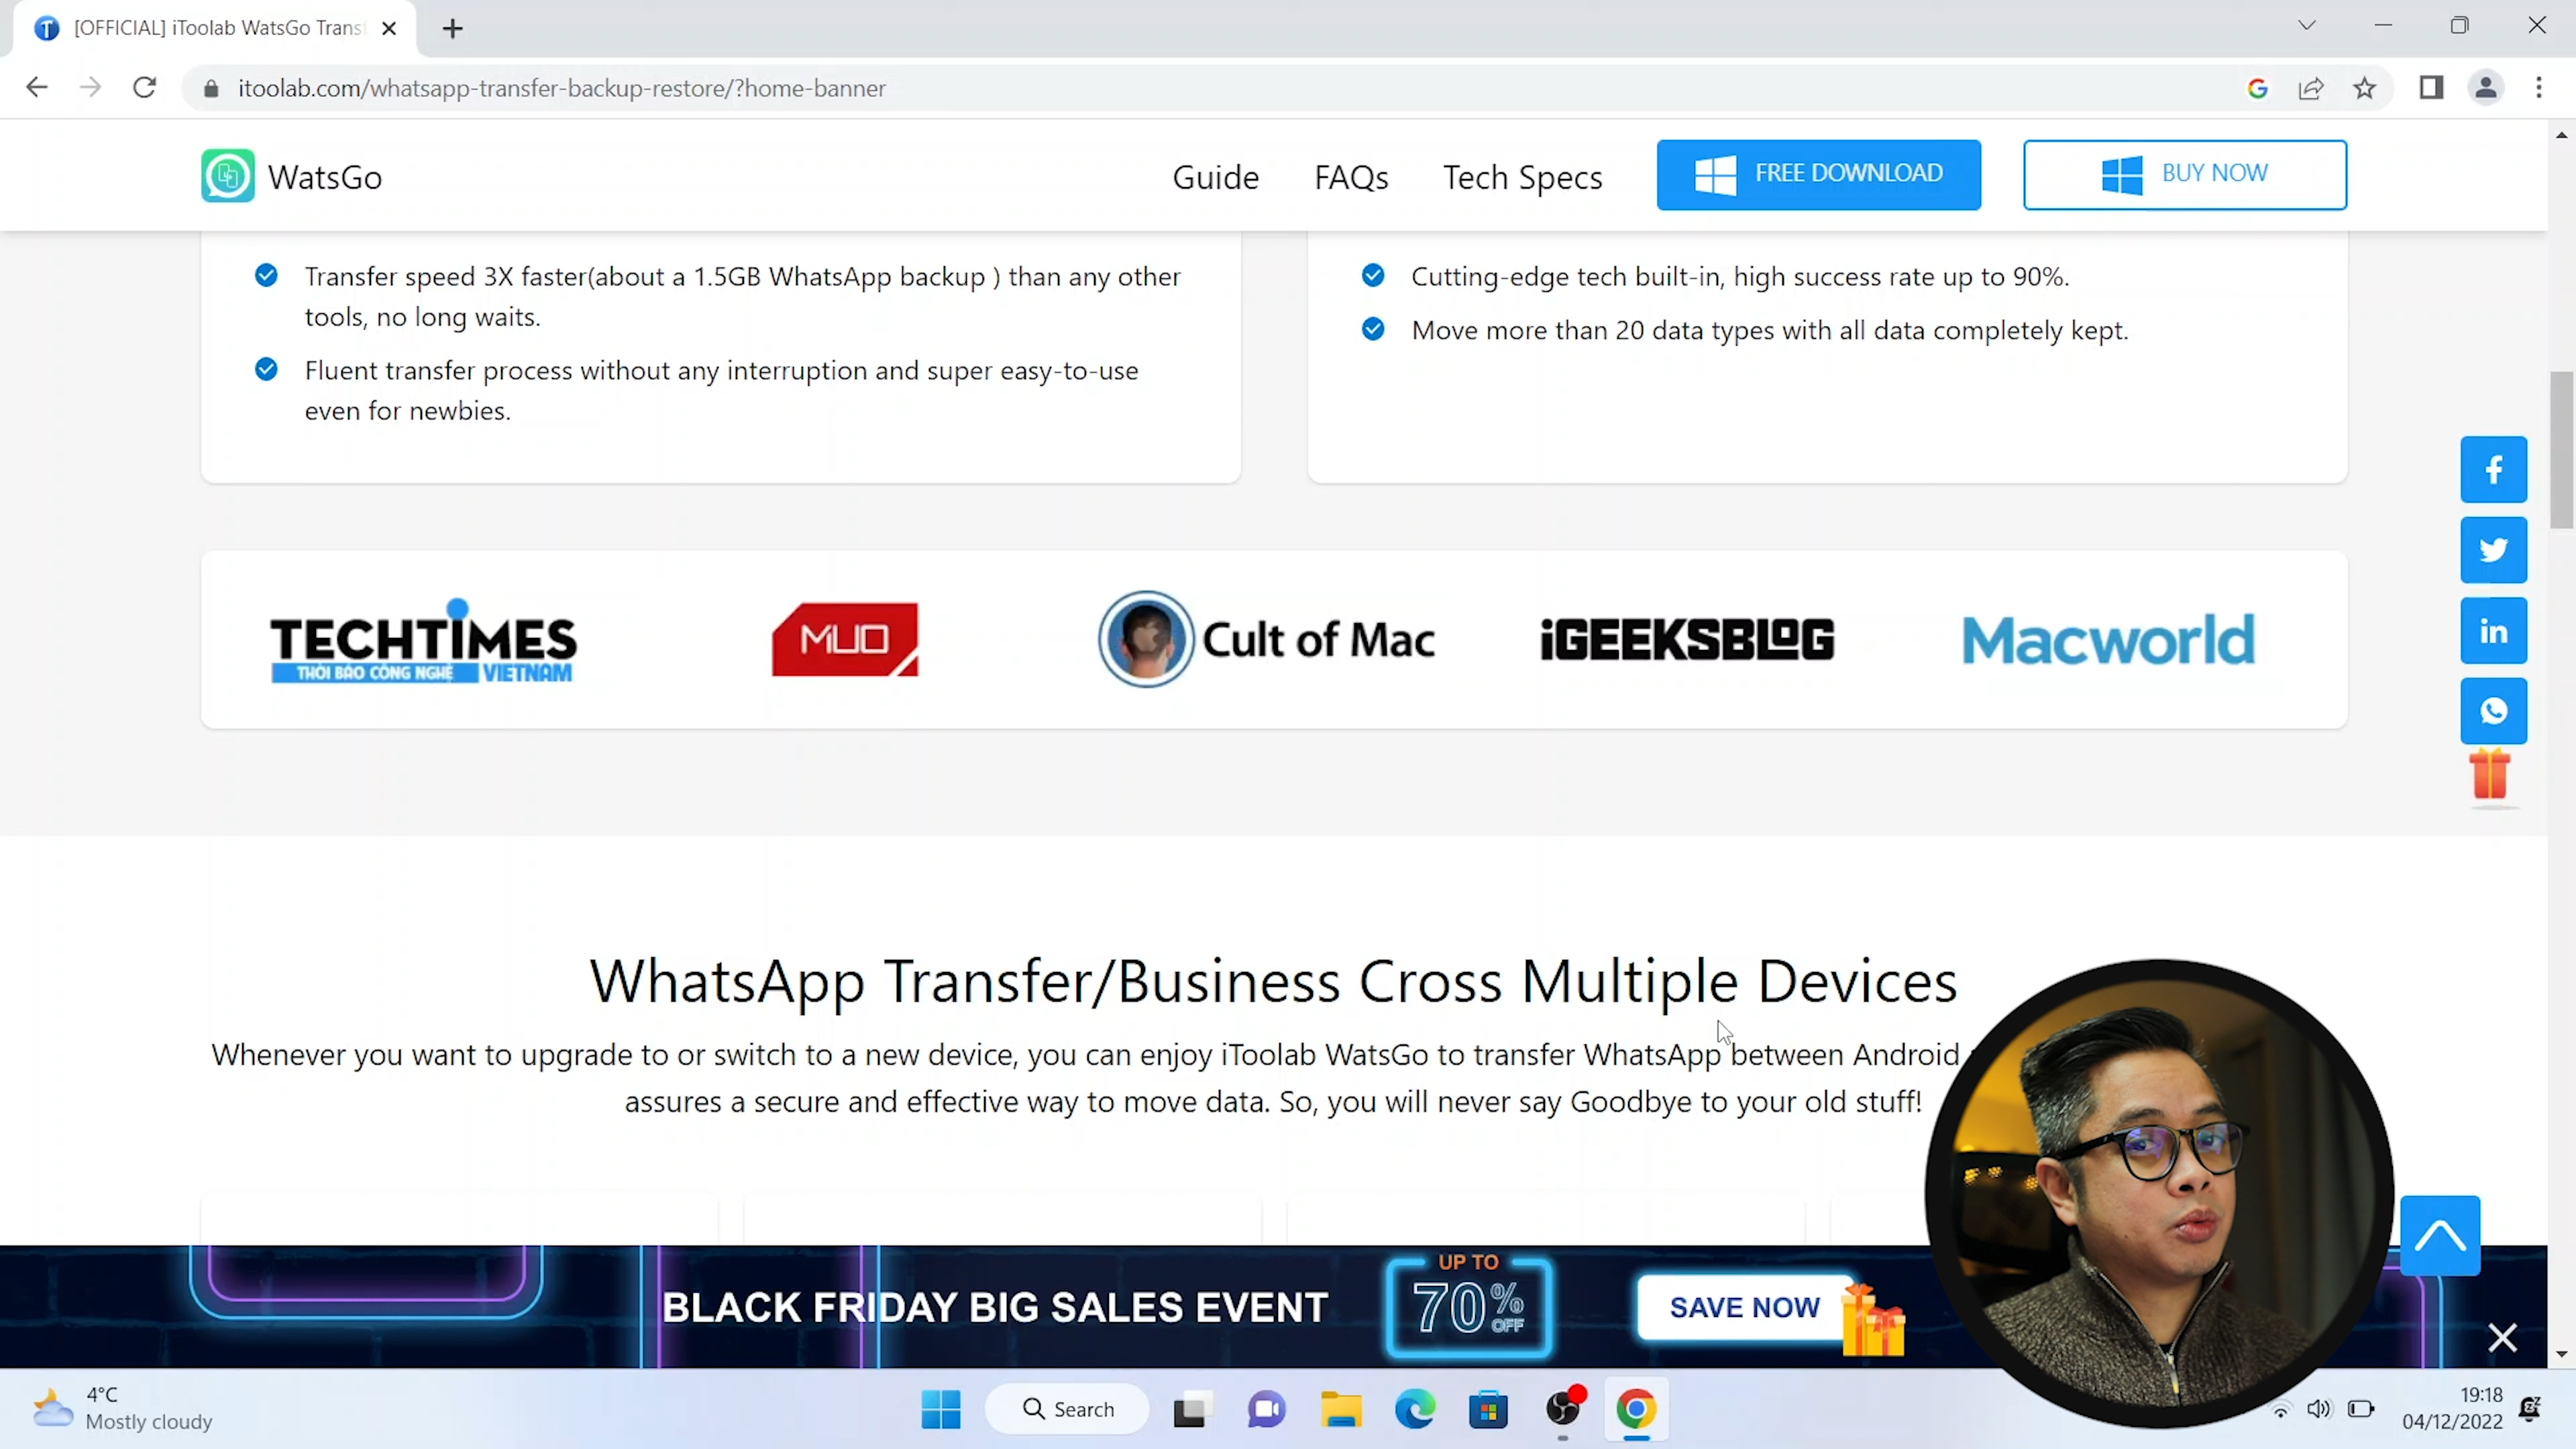 [OFFICIAL] iToolab WatsGo Trans
itoolab.com/whatsapp-transfer-backup-restore/?home-banner
WatsGo
Guide
FAQs
Tech Specs
FREE DOWNLOAD
BUY NOW
Transfer speed 3X faster(about a 1.5GB WhatsApp backup ) than any other
tools, no long waits.
Fluent transfer process without any interruption and super easy-to-use
even for newbies.
Cutting-edge tech built-in, high success rate up to 90%.
Move more than 20 data types with all data completely kept.
TECHTIMES
THỜI BÁO CÔNG NGHỆ VIETNAM
MUO
Cult of Mac
iGEEKSBLOG
Macworld
WhatsApp Transfer/Business Cross Multiple Devices
Whenever you want to upgrade to or switch to a new device, you can enjoy iToolab WatsGo to transfer WhatsApp between Android
assures a secure and effective way to move data. So, you will never say Goodbye to your old stuff!
BLACK FRIDAY BIG SALES EVENT
UP TO
70% OFF
SAVE NOW
4°C
Mostly cloudy
Search
19:18
04/12/2022